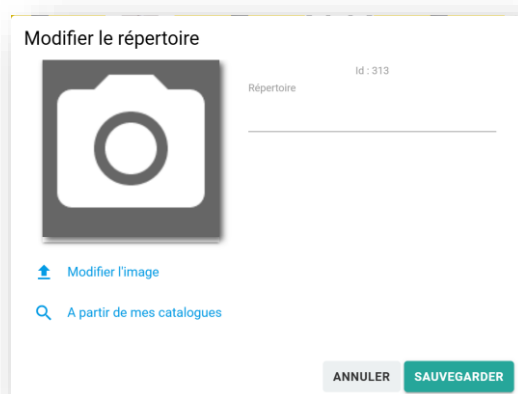 Modifier le répertoire
Id : 313
Répertoire
Modifier l'image
A partir de mes catalogues
ANNULER
SAUVEGARDER